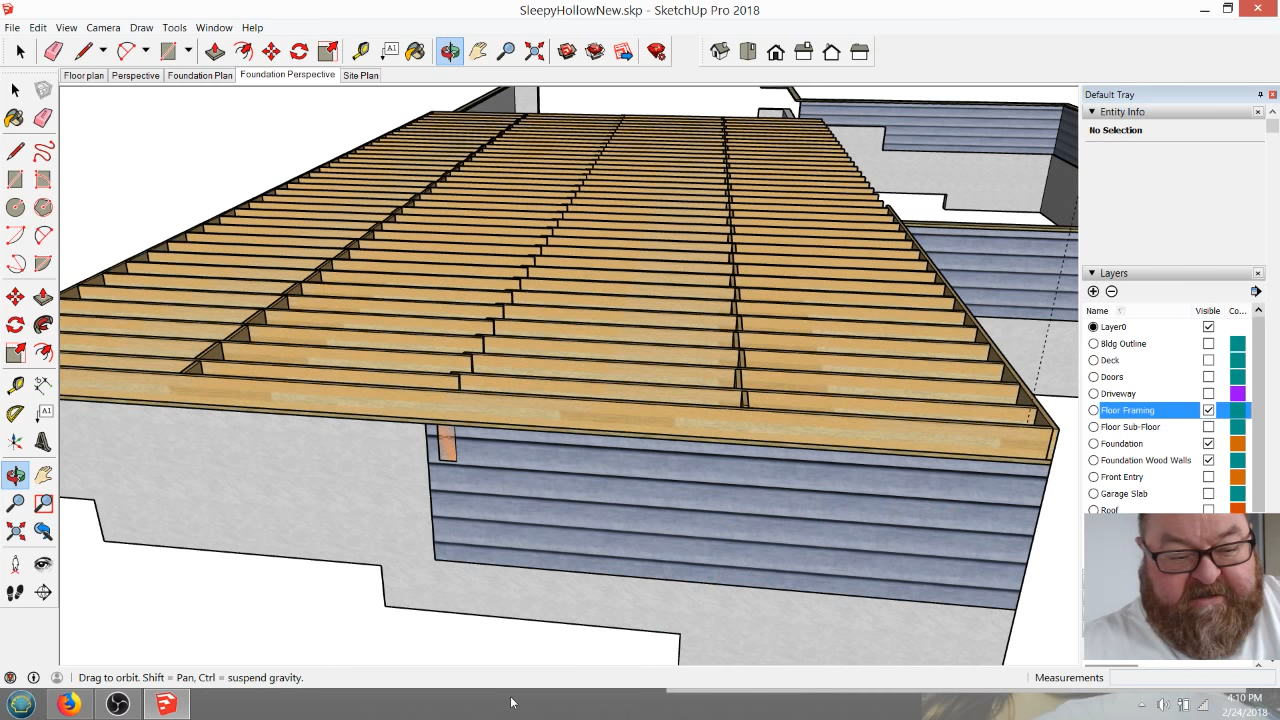 SleepyHollowNew.skp - SketchUp Pro 2018
File Edit View Camera Draw Tools Window Help
A1
Floor plan Perspective Foundation Plan Foundation Perspective Site Plan
Default Tray
Entity Info
No Selection
A1
Layers
Name Visible Co...
Layer0
Bldg Outline
Deck
Doors
Driveway
Floor Framing
Floor Sub-Floor
Foundation
Foundation Wood Walls
Front Entry
Garage Slab
Roof
Drag to orbit. Shift = Pan, Ctrl = suspend gravity.
Measurements
4:10 PM
2/24/2018